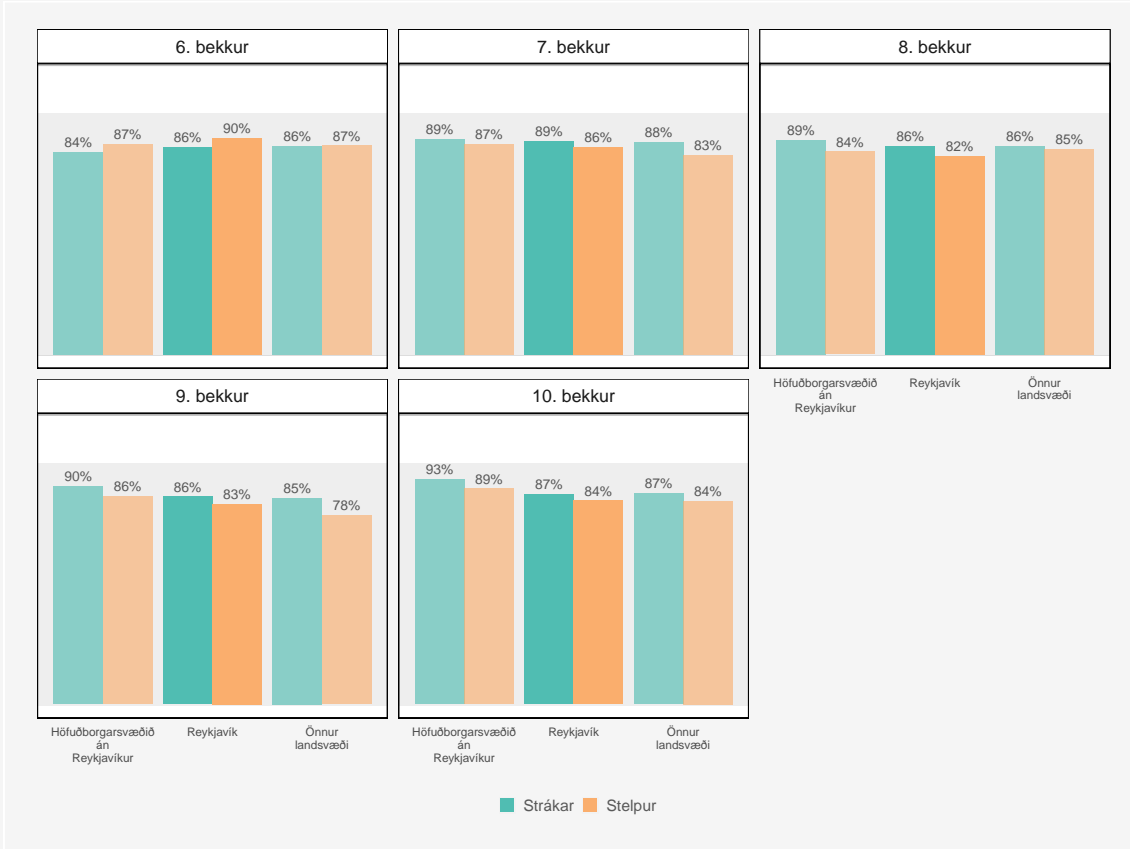 6. bekkur
84% 87% 86% 90% 86% 87%
7. bekkur
89% 87% 89% 86% 88% 83%
8. bekkur
89% 84% 86% 82% 86% 85%
Höfuðborgarsvæðið
án
Reykjavíkur
Reykjavík
Önnur
landsvæði
9. bekkur
90% 86% 86% 83% 85% 78%
Höfuðborgarsvæðið
án
Reykjavíkur
Reykjavík
Önnur
landsvæði
10. bekkur
93% 89% 87% 84% 87% 84%
Höfuðborgarsvæðið
án
Reykjavíkur
Reykjavík
Önnur
landsvæði
Strákar Stelpur